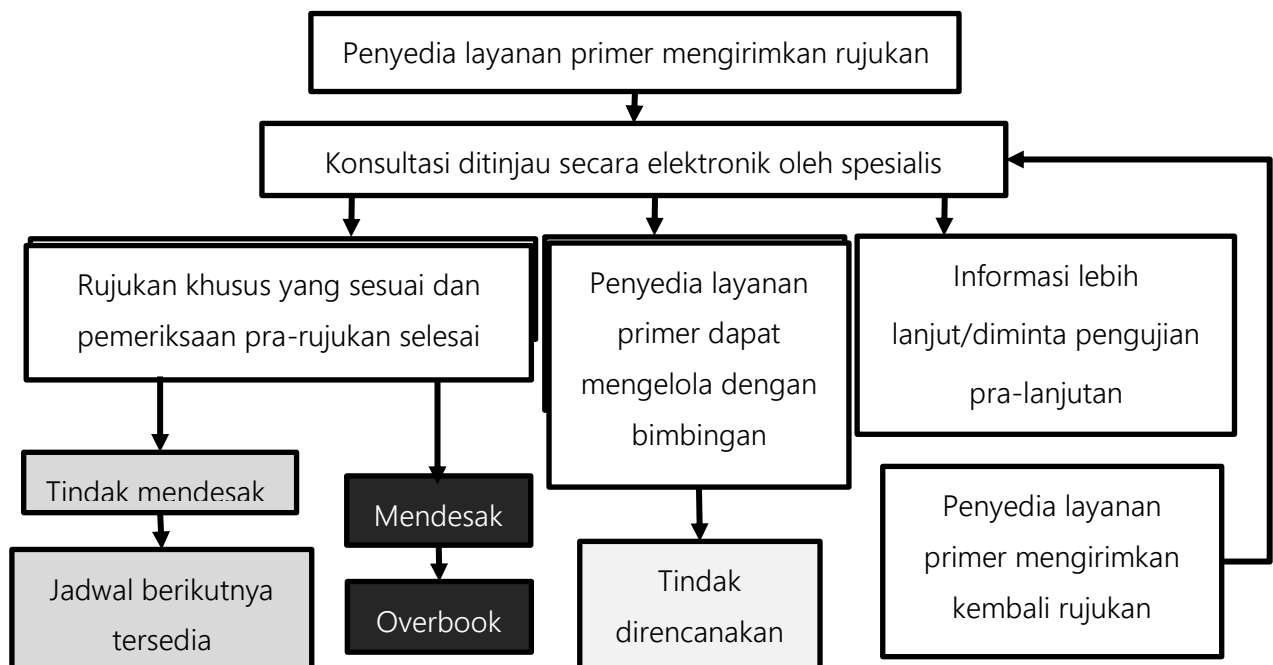 Penyedia layanan primer mengirimkan rujukan
Konsultasi ditinjau secara elektronik oleh spesialis
Rujukan khusus yang sesuai dan
pemeriksaan pra-rujukan selesai
Penyedia layanan
primer dapat
mengelola dengan
bimbingan
Informasi lebih
lanjut/diminta pengujian
pra-lanjutan
Tindak mendesak
Mendesak
Penyedia layanan
primer mengirimkan
kembali rujukan
Jadwal berikutnya
tersedia
Overbook
Tindak
direncanakan